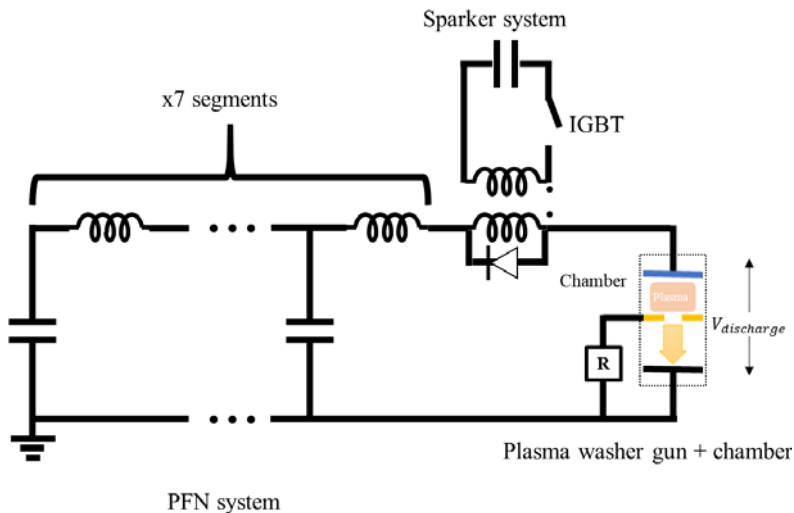 Sparker system
x7 segments
IGBT
Chamber
Plasma
V_discharge
R
Plasma washer gun + chamber
PFN system